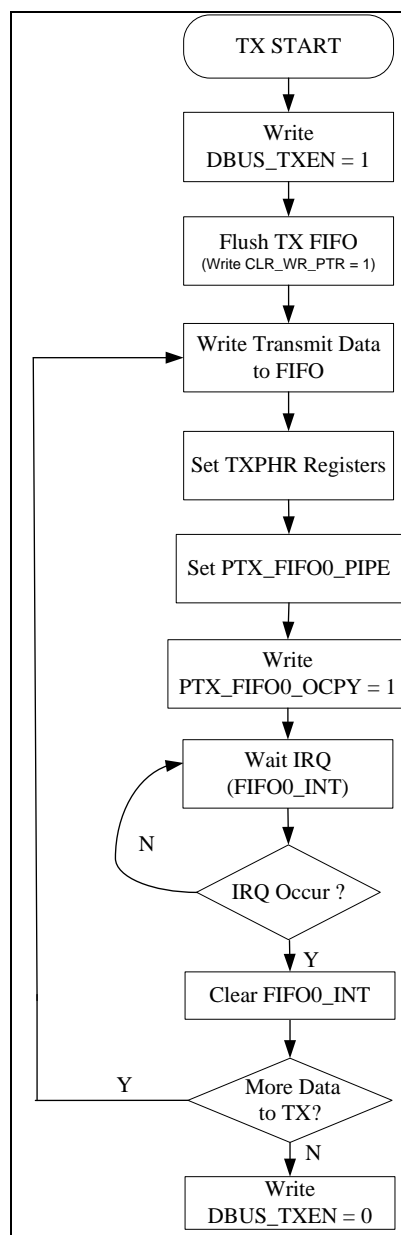 TX START
Write
DBUS_TXEN = 1
Flush TX FIFO
(Write CLR_WR_PTR = 1)
Write Transmit Data
to FIFO
Set TXPHR Registers
Set PTX_FIFO0_PIPE
Write
PTX_FIFO0_OCPY = 1
Wait IRQ
(FIFO0_INT)
N
IRQ Occur ?
Y
Clear FIFO0_INT
Y
More Data
to TX?
N
Write
DBUS_TXEN = 0